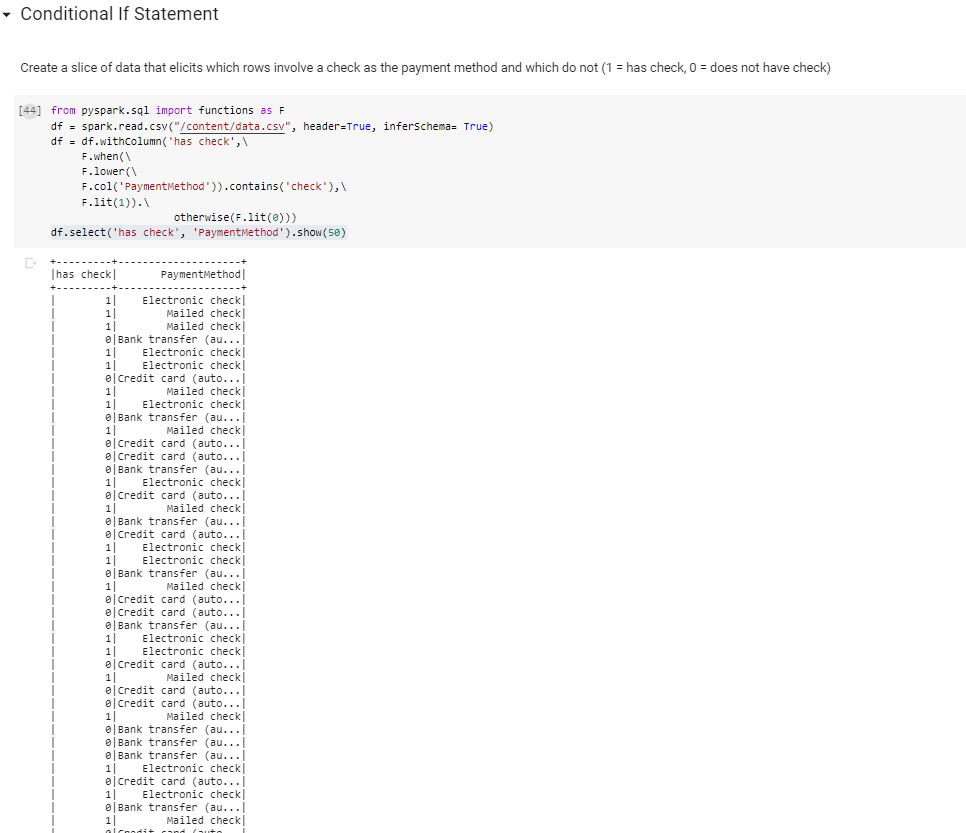 Conditional If Statement
Create a slice of data that elicits which rows involve a check as the payment method and which do not (1 = has check, 0 = does not have check)
[44] from pyspark.sql import functions as F
df = spark.read.csv("/content/data.csv", header=True, inferSchema= True)
df = df.withColumn('has check',\
F.when(\
F.lower(\
F.col('PaymentMethod')).contains('check'),\
F.lit(1)).\
otherwise(F.lit(0)))
df.select('has check', 'PaymentMethod').show(50)
+---------+--------------------+
|has check|       PaymentMethod|
+---------+--------------------+
|        1|    Electronic check|
|        1|        Mailed check|
|        1|        Mailed check|
|        0|Bank transfer (au...|
|        1|    Electronic check|
|        1|    Electronic check|
|        0|Credit card (auto...|
|        1|        Mailed check|
|        1|    Electronic check|
|        0|Bank transfer (au...|
|        1|        Mailed check|
|        0|Credit card (auto...|
|        0|Credit card (auto...|
|        0|Bank transfer (au...|
|        1|    Electronic check|
|        0|Credit card (auto...|
|        1|        Mailed check|
|        0|Bank transfer (au...|
|        0|Credit card (auto...|
|        1|    Electronic check|
|        1|    Electronic check|
|        0|Bank transfer (au...|
|        1|        Mailed check|
|        0|Credit card (auto...|
|        0|Credit card (auto...|
|        0|Bank transfer (au...|
|        1|    Electronic check|
|        1|    Electronic check|
|        0|Credit card (auto...|
|        1|        Mailed check|
|        0|Credit card (auto...|
|        0|Credit card (auto...|
|        1|        Mailed check|
|        0|Bank transfer (au...|
|        0|Bank transfer (au...|
|        0|Bank transfer (au...|
|        1|    Electronic check|
|        0|Credit card (auto...|
|        1|    Electronic check|
|        0|Bank transfer (au...|
|        1|        Mailed check|
|        0|Credit card (auto...|